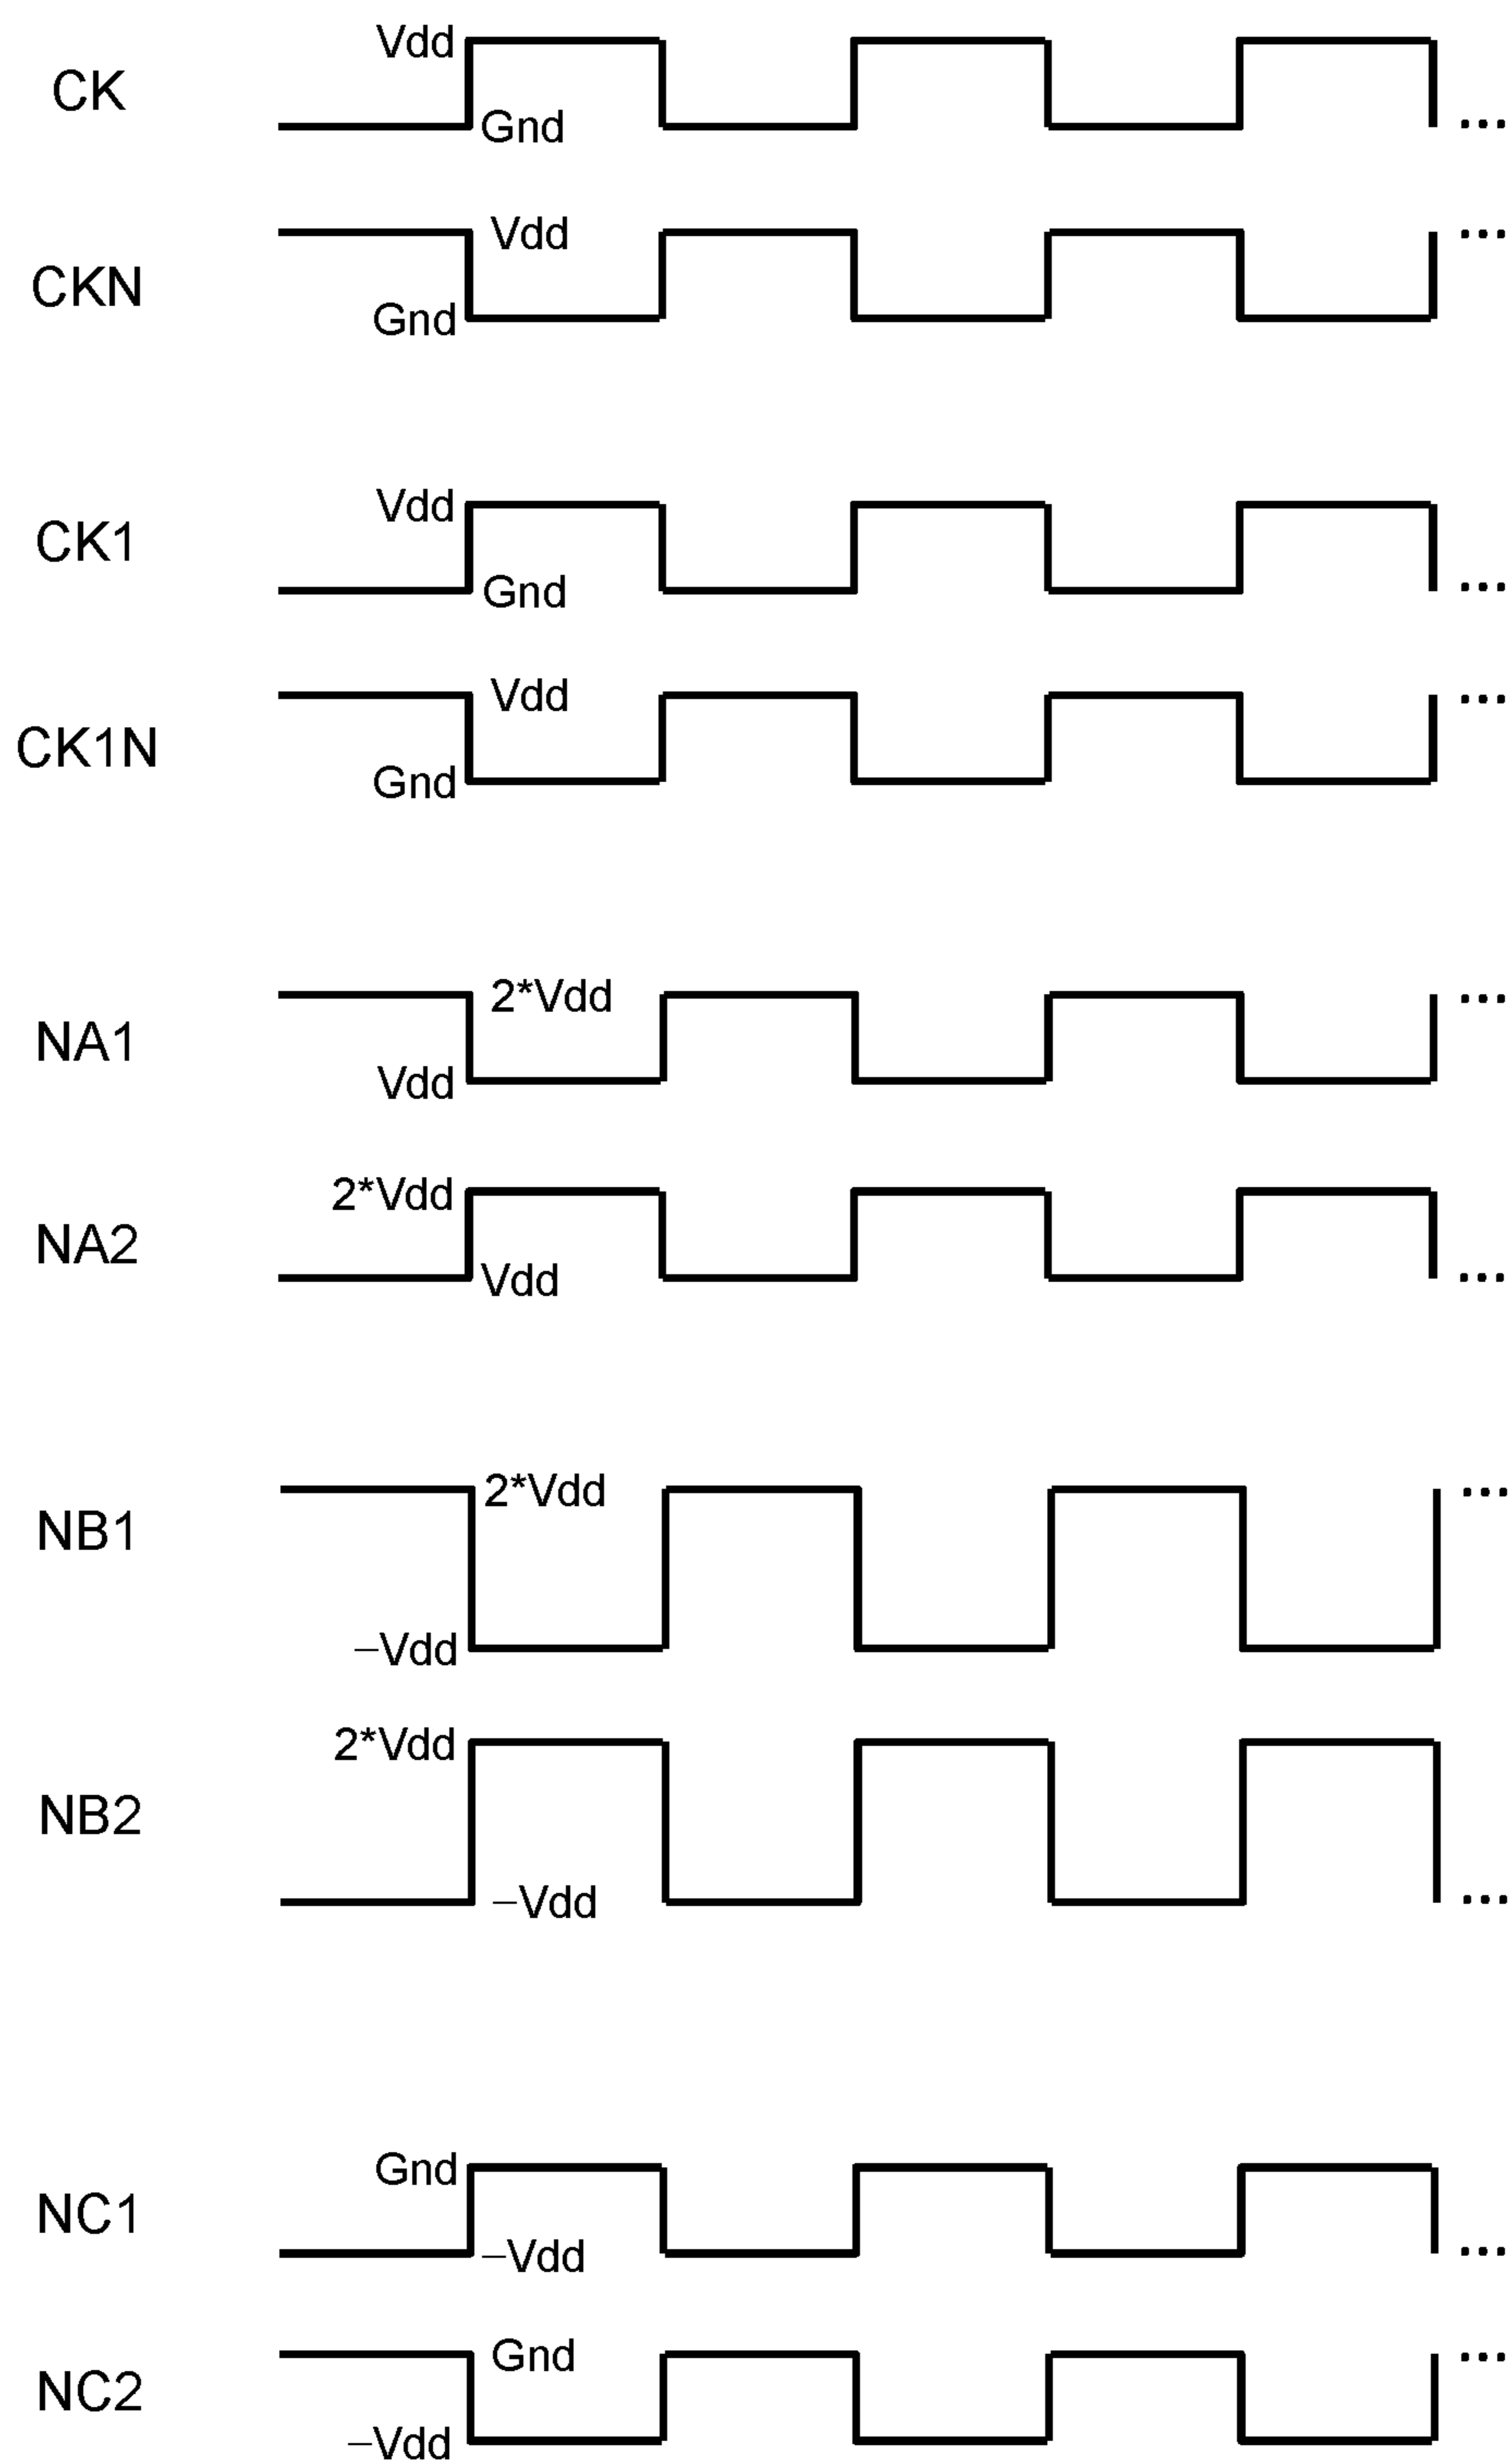 Vdd
CK
Gnd
...
Vdd
...
CKN
Gnd
Vdd
CK1
Gnd
...
Vdd
...
CK1N
Gnd
2*Vdd
...
NA1
Vdd
2*Vdd
NA2
Vdd
...
2*Vdd
...
NB1
–Vdd
2*Vdd
NB2
–Vdd
...
Gnd
NC1
–Vdd
...
Gnd
...
NC2
–Vdd